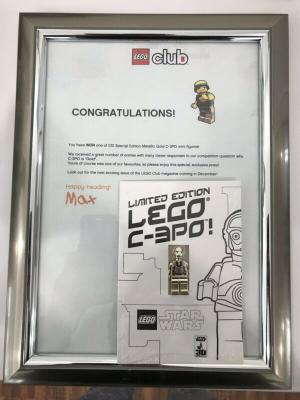 LEGO club
CONGRATULATIONS!
You have WON one of 100 Special Edition Metallic Gold C-3PO mini figures!
We received a great number of entries with many clever responses to our competition question why
C-3PO is 'Gold'.
Yours of course was one of our favourites, so please enjoy this special, exclusive prize!
Look out for the next exciting issue of the LEGO Club magazine coming in December!
Happy reading!
Max
LIMITED EDITION
LEGO®
C-3PO!
LEGO STAR WARS
STAR WARS 30